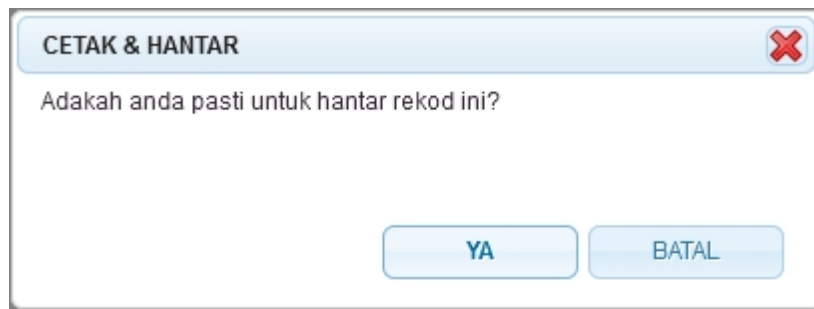 CETAK & HANTAR
Adakah anda pasti untuk hantar rekod ini?
YA
BATAL